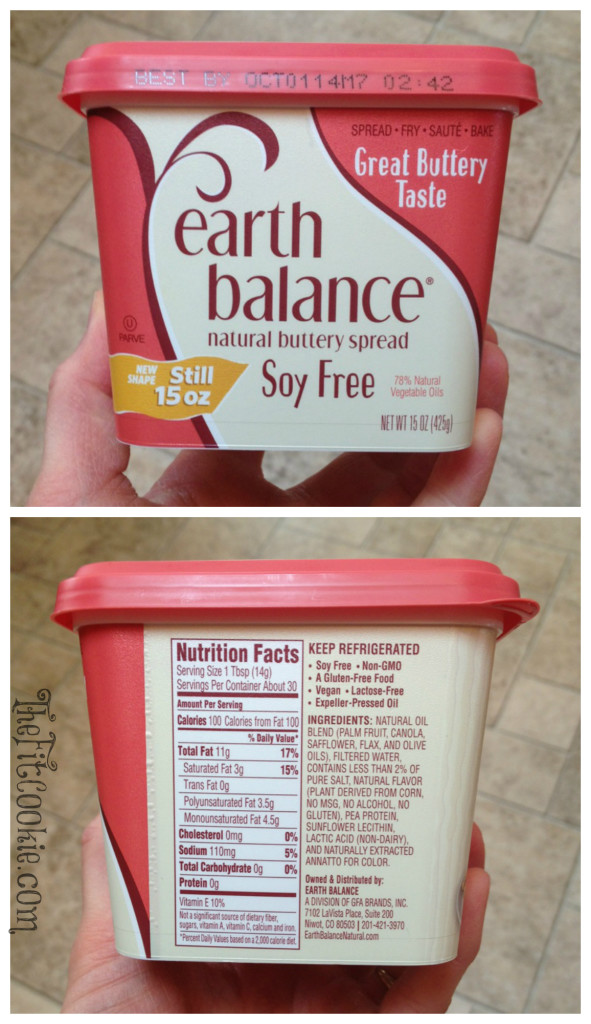 BEST BY OCT0114M7 02:42
SPREAD • FRY • SAUTÉ • BAKE
Great Buttery
Taste
earth
balance®
natural buttery spread
U
PARVE
NEW
SHAPE
Still
15 oz
Soy Free
78% Natural
Vegetable Oils
NET WT 15 OZ (425g)
Nutrition Facts
Serving Size 1 Tbsp (14g)
Servings Per Container About 30
Amount Per Serving
Calories 100 Calories from Fat 100
% Daily Value*
Total Fat 11g 17%
Saturated Fat 3g 15%
Trans Fat 0g
Polyunsaturated Fat 3.5g
Monounsaturated Fat 4.5g
Cholesterol 0mg 0%
Sodium 110mg 5%
Total Carbohydrate 0g 0%
Protein 0g
Vitamin E 10%
Not a significant source of dietary fiber,
sugars, vitamin A, vitamin C, calcium and iron.
*Percent Daily Values based on a 2,000 calorie diet.
KEEP REFRIGERATED
• Soy Free • Non-GMO
• A Gluten-Free Food
• Vegan • Lactose-Free
• Expeller-Pressed Oil
INGREDIENTS: NATURAL OIL
BLEND (PALM FRUIT, CANOLA,
SAFFLOWER, FLAX, AND OLIVE
OILS), FILTERED WATER,
CONTAINS LESS THAN 2% OF
PURE SALT, NATURAL FLAVOR
(PLANT DERIVED FROM CORN,
NO MSG, NO ALCOHOL, NO
GLUTEN), PEA PROTEIN,
SUNFLOWER LECITHIN,
LACTIC ACID (NON-DAIRY),
AND NATURALLY EXTRACTED
ANNATTO FOR COLOR.
Owned & Distributed by:
EARTH BALANCE
A DIVISION OF GFA BRANDS, INC.
7102 LaVista Place, Suite 200
Niwot, CO 80503 | 201-421-3970
EarthBalanceNatural.com
TheFitCookie.com